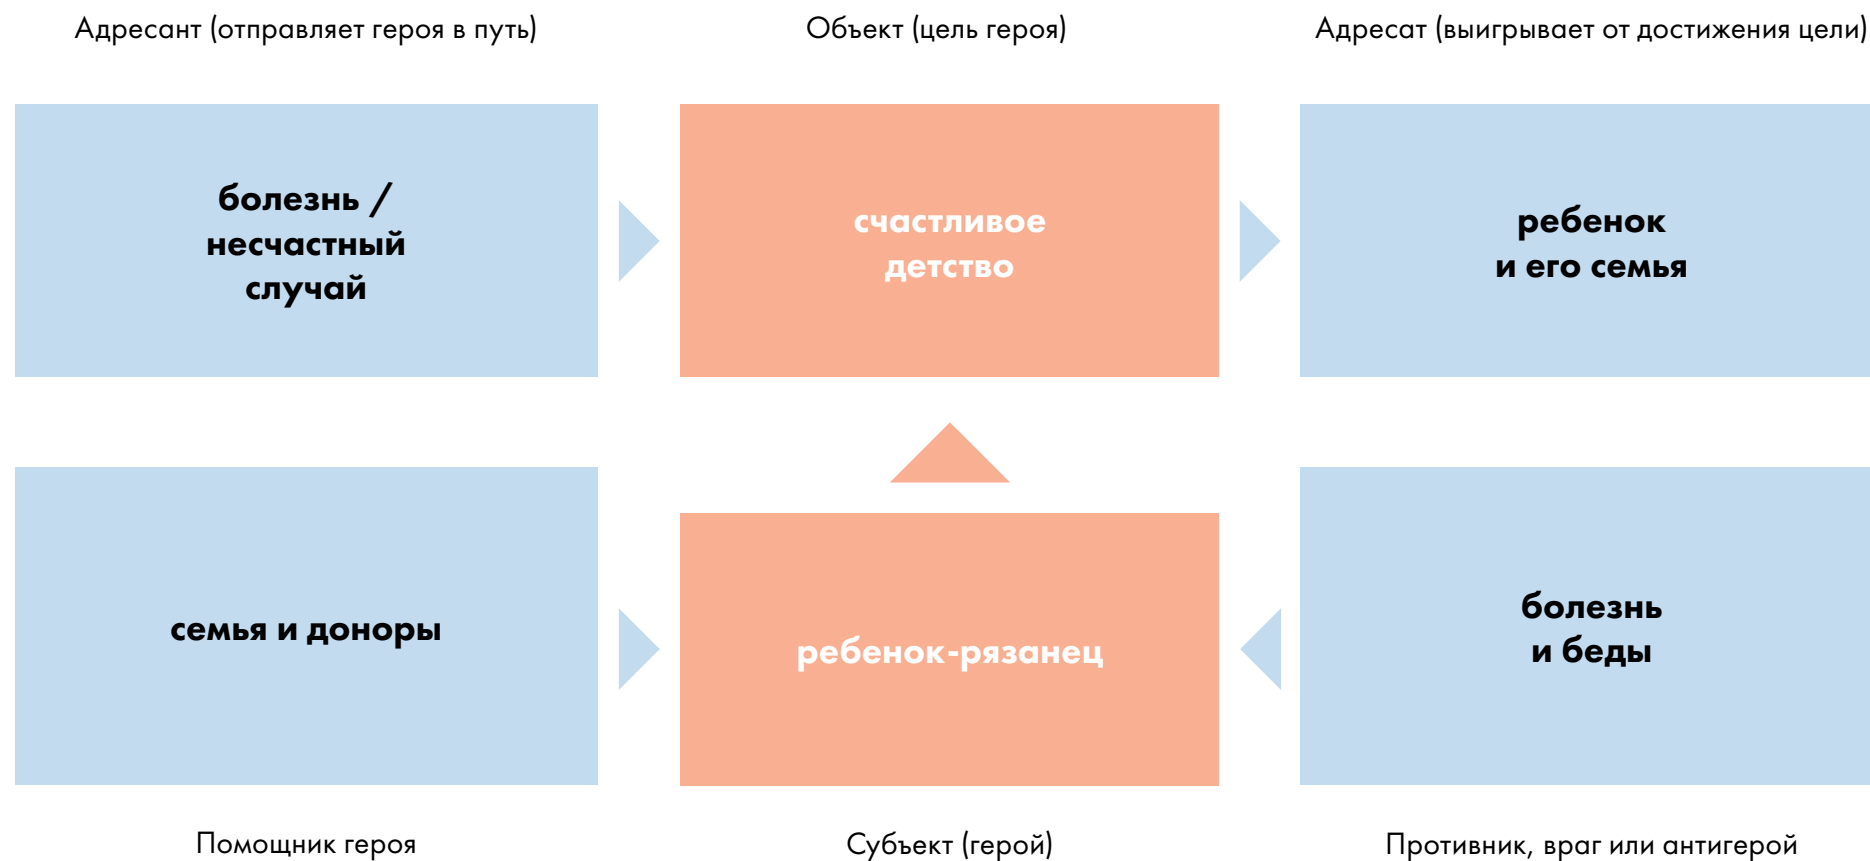 Адресант (отправляет героя в путь)
Объект (цель героя)
Адресат (выигрывает от достижения цели)
болезнь /
несчастный
случай
счастливое
детство
ребенок
и его семья
семья и доноры
ребенок-рязанец
болезнь
и беды
Помощник героя
Субъект (герой)
Противник, враг или антигерой